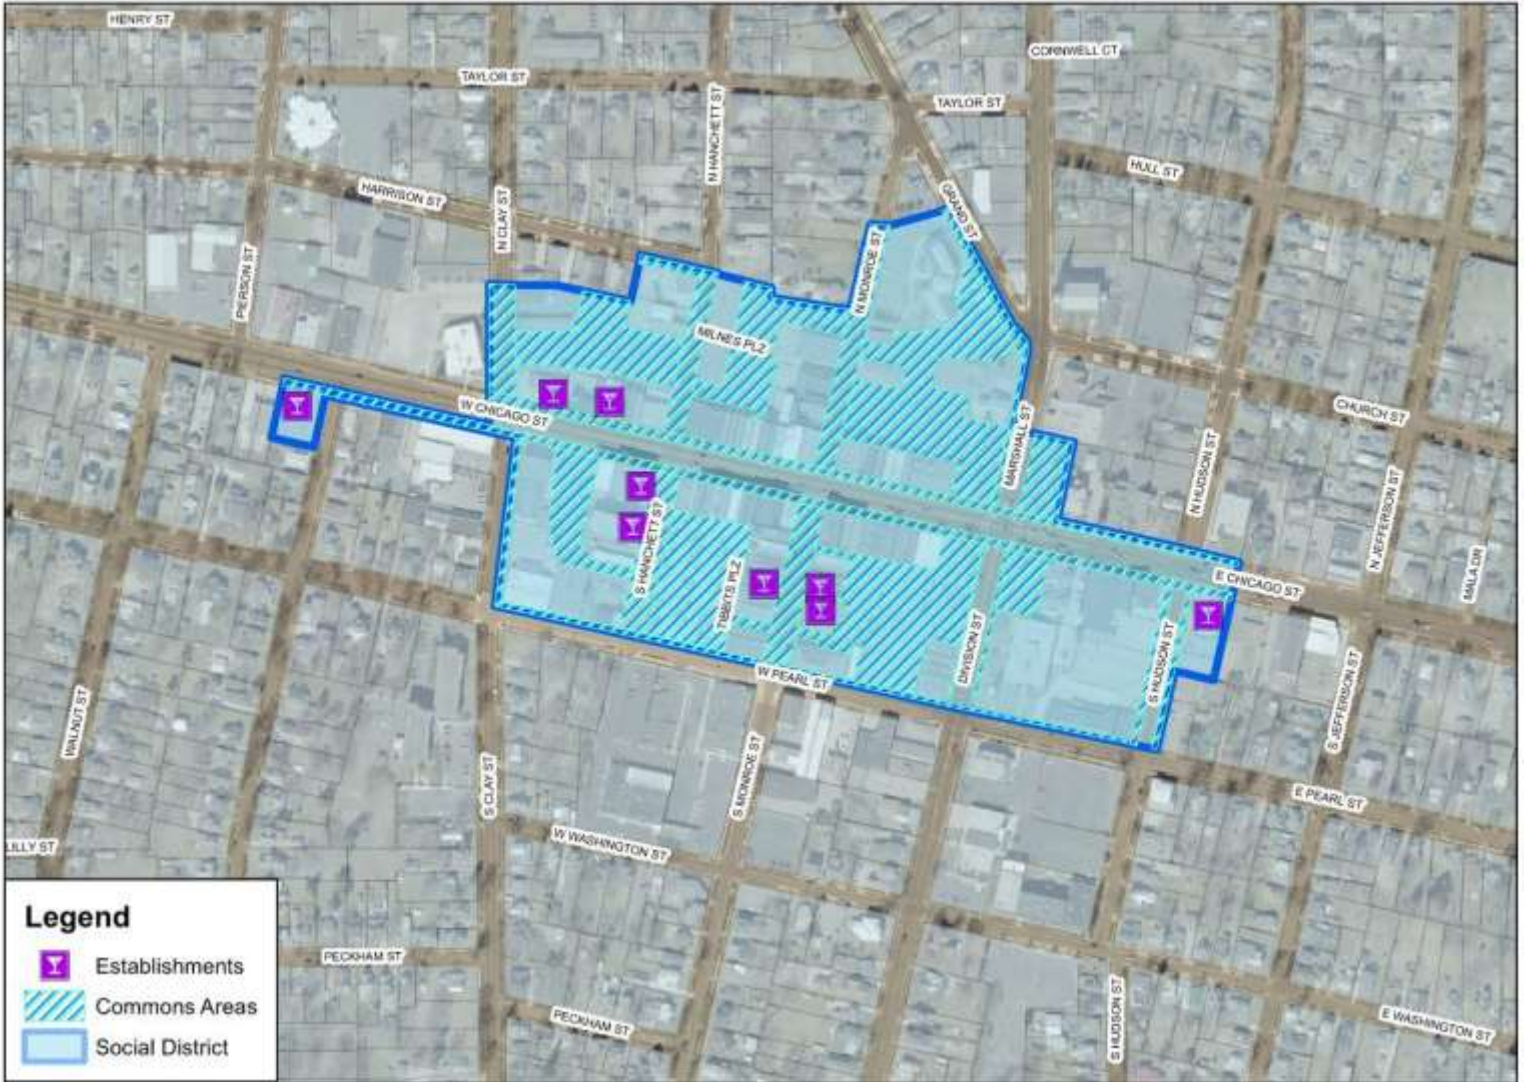 HENRY ST
CORNWELL CT
TAYLOR ST
TAYLOR ST
N HANCHETT ST
HULL ST
HARRISON ST
N CLAY ST
GRAND ST
PERSON ST
N MONROE ST
MILNES PLZ
W CHICAGO ST
CHURCH ST
MARSHALL ST
N HUDSON ST
N JEFFERSON ST
S HANCHETT ST
TIBBITS PLZ
E CHICAGO ST
MALA DR
DIVISION ST
S HUDSON ST
W PEARL ST
WALNUT ST
S JEFFERSON ST
S CLAY ST
S MONROE ST
E PEARL ST
W WASHINGTON ST
LILLY ST
PECKHAM ST
PECKHAM ST
S HUDSON ST
E WASHINGTON ST
Legend
Establishments
Commons Areas
Social District